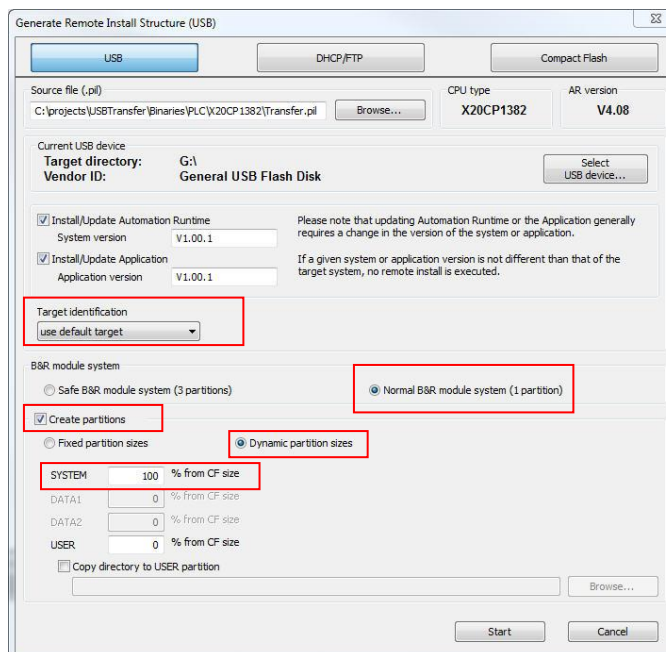 Generate Remote Install Structure (USB)
USB
DHCP/FTP
Compact Flash
Source file (.pil)
CPU type
AR version
C:\projects\USBTransfer\Binaries\PLC\X20CP1382\Transfer.pil
Browse...
X20CP1382
V4.08
Current USB device
Target directory: G:\
Vendor ID: General USB Flash Disk
Select
USB device...
Install/Update Automation Runtime
System version V1.00.1
Install/Update Application
Application version V1.00.1
Please note that updating Automation Runtime or the Application generally
requires a change in the version of the system or application.
If a given system or application version is not different than that of the
target system, no remote install is executed.
Target identification
use default target
B&R module system
Safe B&R module system (3 partitions)
Normal B&R module system (1 partition)
Create partitions
Fixed partition sizes
Dynamic partition sizes
SYSTEM 100 % from CF size
DATA1 0 % from CF size
DATA2 0 % from CF size
USER 0 % from CF size
Copy directory to USER partition
Browse...
Start
Cancel